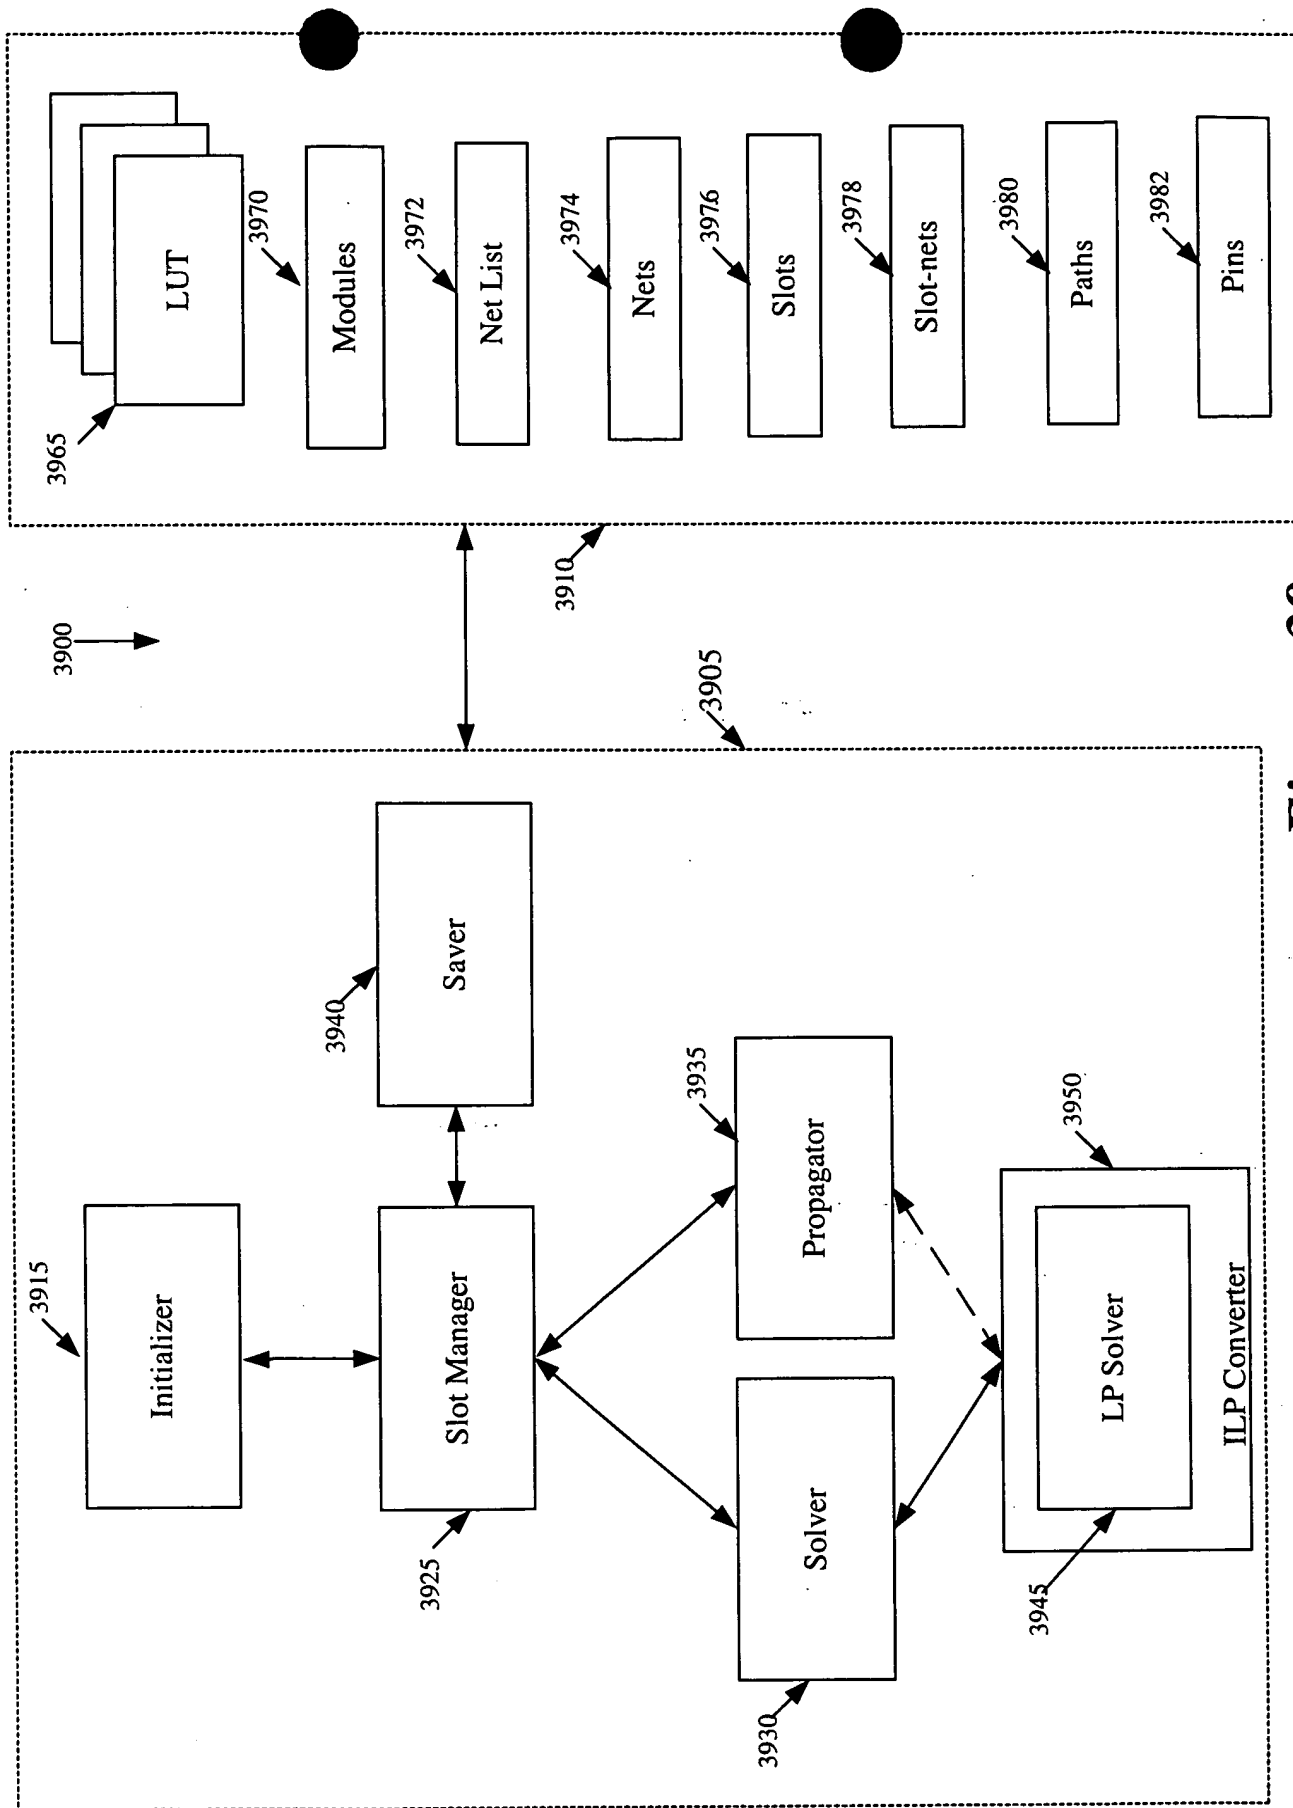 3900
3905
3915
Initializer
3925
Slot Manager
3940
Saver
3930
Solver
3935
Propagator
3945
LP Solver
ILP Converter
3950
3910
3965
LUT
3970
Modules
3972
Net List
3974
Nets
3976
Slots
3978
Slot-nets
3980
Paths
3982
Pins